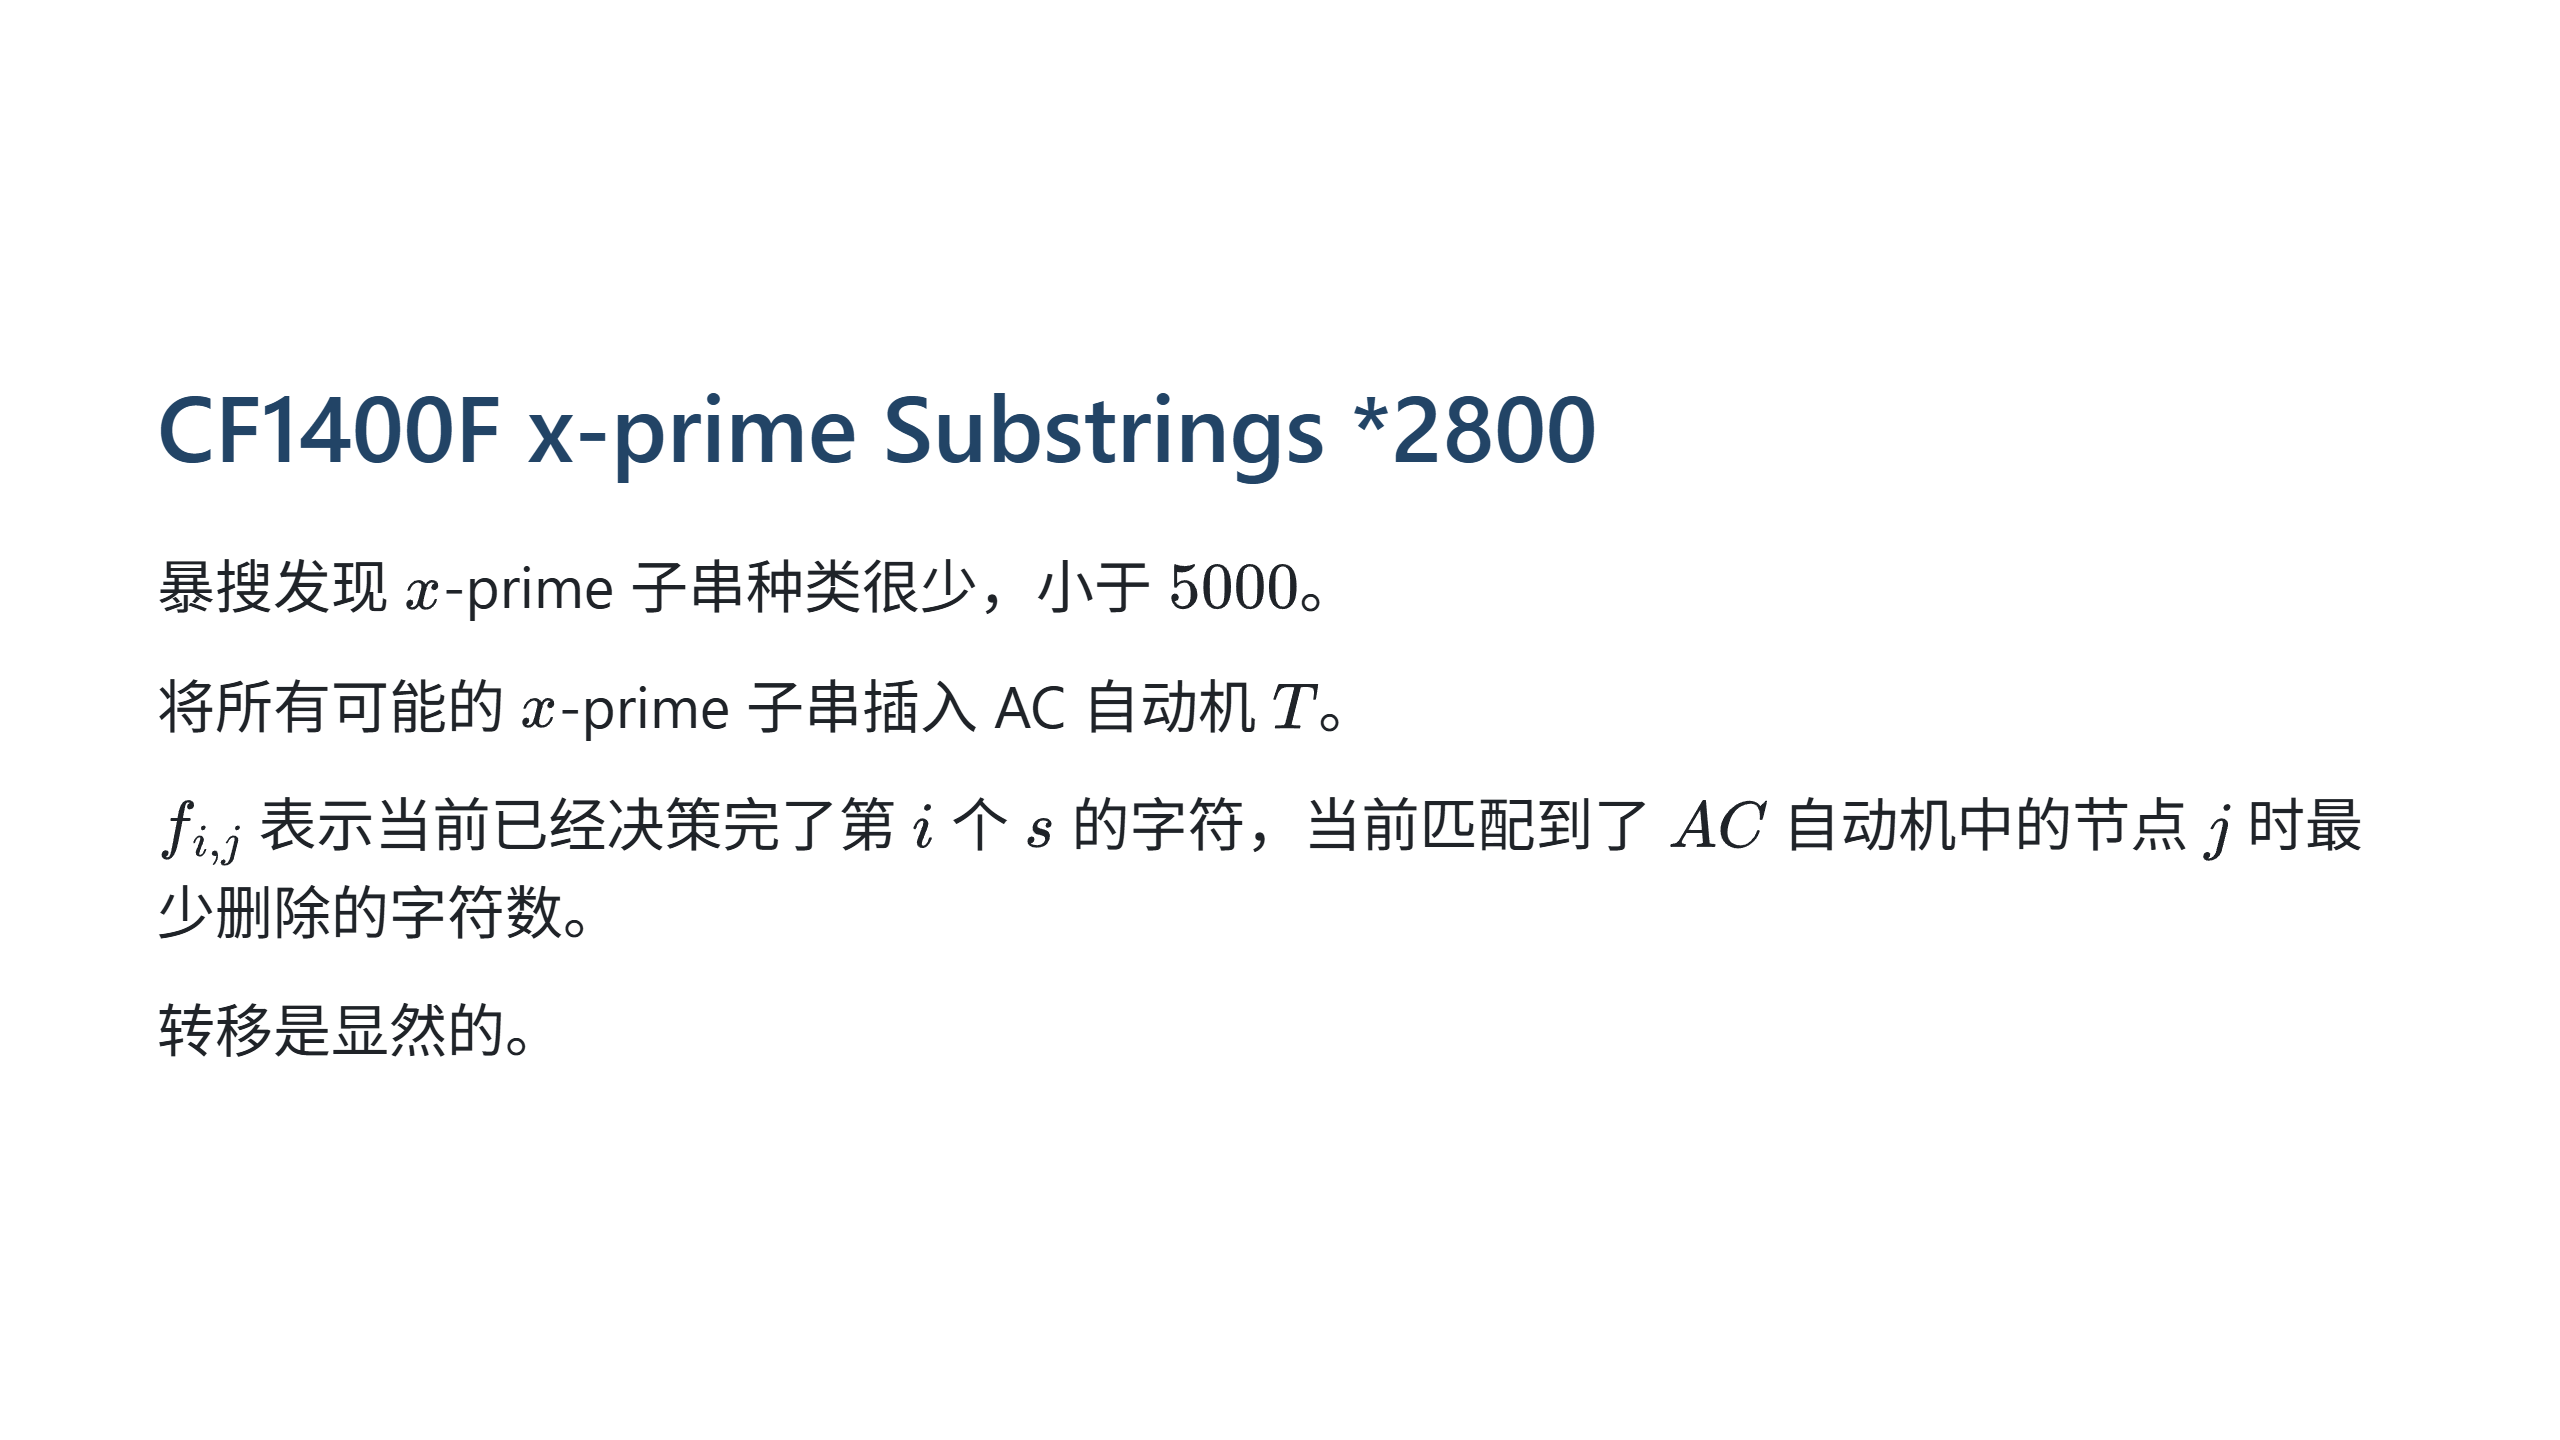 CF1400F x-prime Substrings *2800
暴搜发现 x-prime 子串种类很少，小于 5000。
将所有可能的 x-prime 子串插入 AC 自动机 T。
f_{i,j} 表示当前已经决策完了第 i 个 s 的字符，当前匹配到了 AC 自动机中的节点 j 时最
少删除的字符数。
转移是显然的。